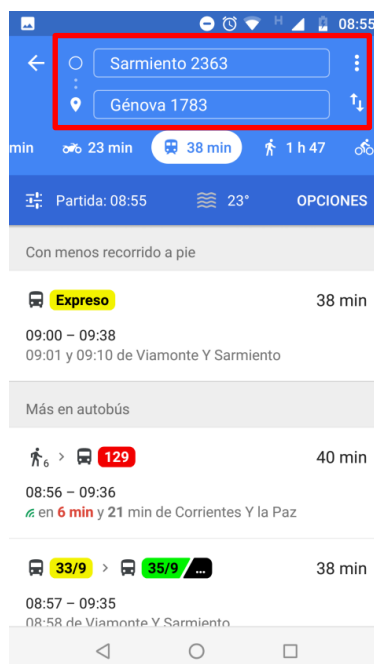 H 08:55
Sarmiento 2363
Génova 1783
min 23 min 38 min 1 h 47
Partida: 08:55 23° OPCIONES
Con menos recorrido a pie
Expreso 38 min
09:00 – 09:38
09:01 y 09:10 de Viamonte Y Sarmiento
Más en autobús
6 > 129 40 min
08:56 – 09:36
en 6 min y 21 min de Corrientes Y la Paz
33/9 > 35/9 ... 38 min
08:57 – 09:35
08:58 de Viamonte Y Sarmiento